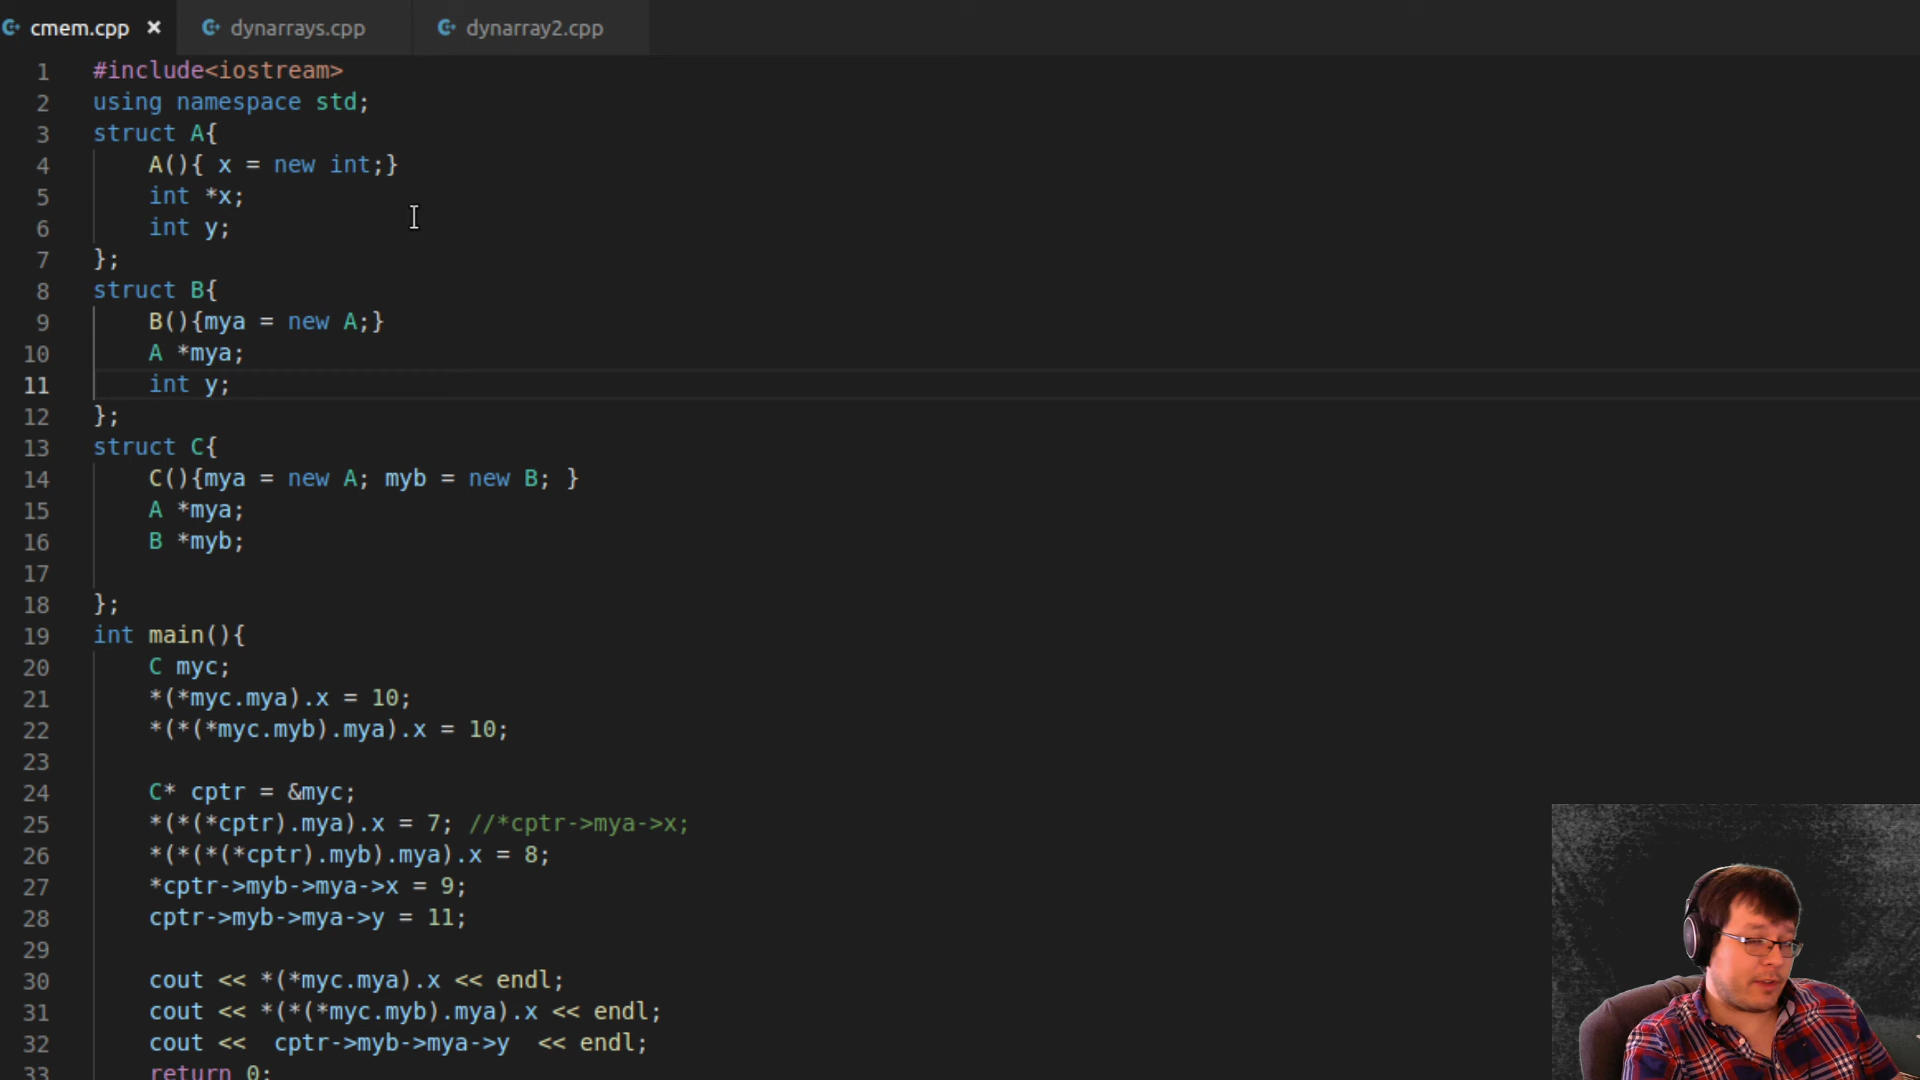 cmem.cpp × dynarrays.cpp dynarray2.cpp
1 #include<iostream>
2 using namespace std;
3 struct A{
4 A(){ x = new int;}
5 int *x;
6 int y;
7 };
8 struct B{
9 B(){mya = new A;}
10 A *mya;
11 int y;
12 };
13 struct C{
14 C(){mya = new A; myb = new B; }
15 A *mya;
16 B *myb;
17
18 };
19 int main(){
20 C myc;
21 *(*myc.mya).x = 10;
22 *(*(*myc.myb).mya).x = 10;
23
24 C* cptr = &myc;
25 *(*(*cptr).mya).x = 7; //*cptr->mya->x;
26 *(*(*(*cptr).myb).mya).x = 8;
27 *cptr->myb->mya->x = 9;
28 cptr->myb->mya->y = 11;
29
30 cout << *(*myc.mya).x << endl;
31 cout << *(*(*myc.myb).mya).x << endl;
32 cout << cptr->myb->mya->y << endl;
33 return 0;